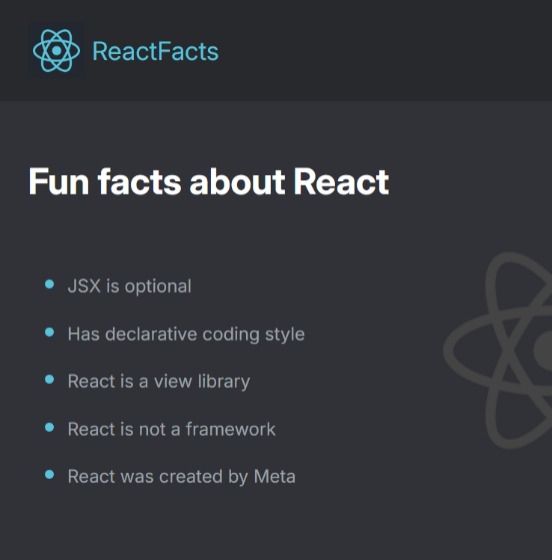 ReactFacts
Fun facts about React
JSX is optional
Has declarative coding style
React is a view library
React is not a framework
React was created by Meta